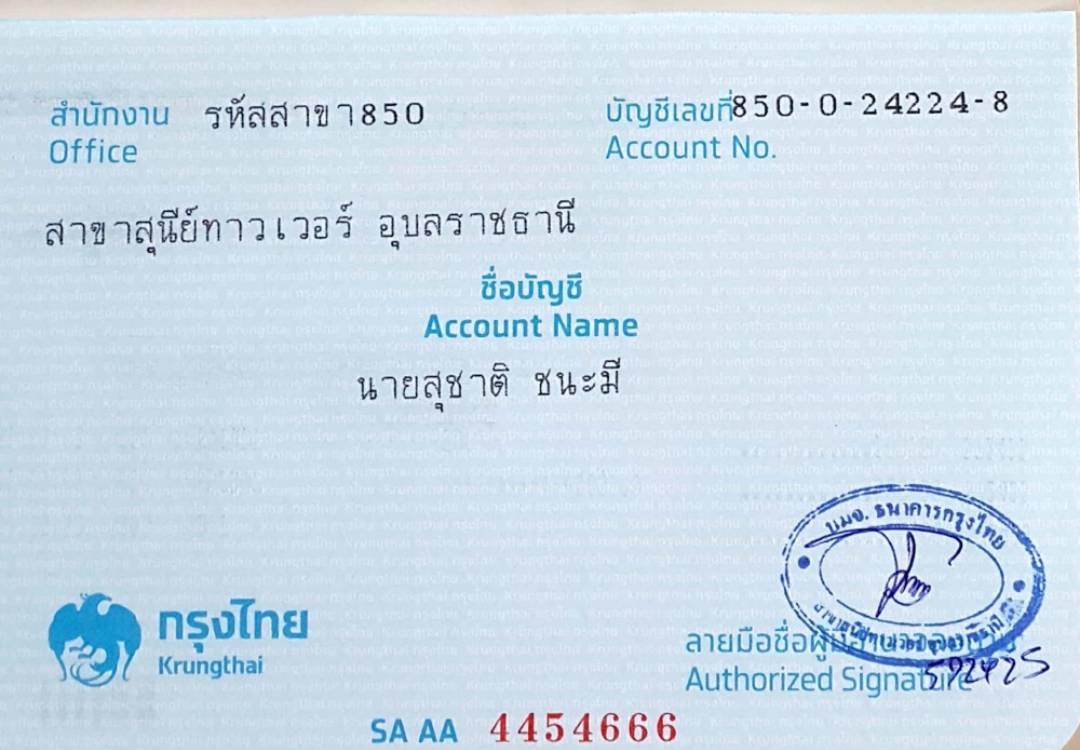 สำนักงาน รหัสสาขา850
Office
บัญชีเลขที่850-0-24224-8
Account No.
สาขาสุนีย์ทาวเวอร์ อุบลราชธานี
ชื่อบัญชี
Account Name
นายสุชาติ ชนะมี
บมจ. ธนาคารกรุงไทย
กรุงไทย
Krungthai
ลายมือชื่อผู้
Authorized Signature
SA AA 4454666